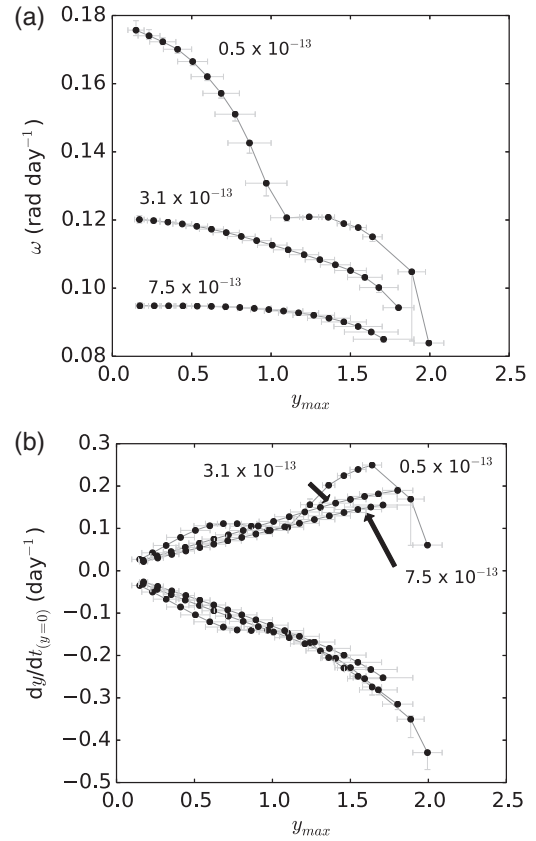 (a)
0.20
0.18
0.16
0.14
0.12
0.10
0.08
ω (rad day⁻¹)
0.5 x 10⁻¹³
3.1 x 10⁻¹³
7.5 x 10⁻¹³
0.0 0.5 1.0 1.5 2.0 2.5
y_max
(b)
0.3
0.2
0.1
0.0
−0.1
−0.2
−0.3
−0.4
−0.5
dy/dt_(y=0) (day⁻¹)
3.1 x 10⁻¹³
0.5 x 10⁻¹³
7.5 x 10⁻¹³
0.0 0.5 1.0 1.5 2.0 2.5
y_max